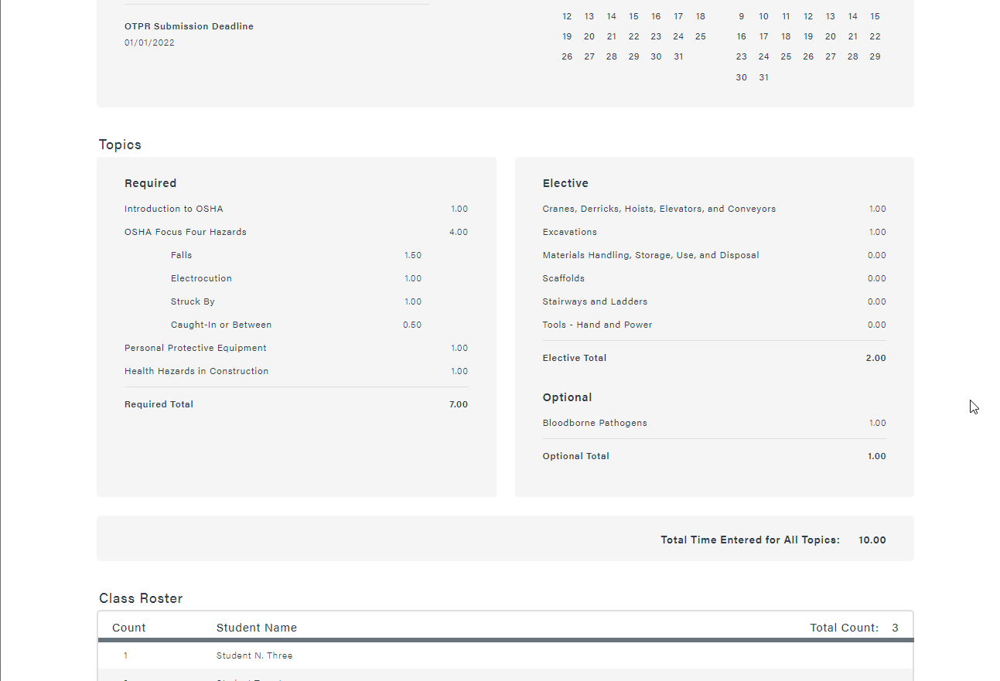 OTPR Submission Deadline
01/01/2022
12 13 14 15 16 17 18
19 20 21 22 23 24 25
26 27 28 29 30 31
9 10 11 12 13 14 15
16 17 18 19 20 21 22
23 24 25 26 27 28 29
30 31
Topics
Required
Introduction to OSHA 1.00
OSHA Focus Four Hazards 4.00
Falls 1.50
Electrocution 1.00
Struck By 1.00
Caught-In or Between 0.50
Personal Protective Equipment 1.00
Health Hazards in Construction 1.00
Required Total 7.00
Elective
Cranes, Derricks, Hoists, Elevators, and Conveyors 1.00
Excavations 1.00
Materials Handling, Storage, Use, and Disposal 0.00
Scaffolds 0.00
Stairways and Ladders 0.00
Tools - Hand and Power 0.00
Elective Total 2.00
Optional
Bloodborne Pathogens 1.00
Optional Total 1.00
Total Time Entered for All Topics: 10.00
Class Roster
Count Student Name Total Count: 3
1 Student N. Three